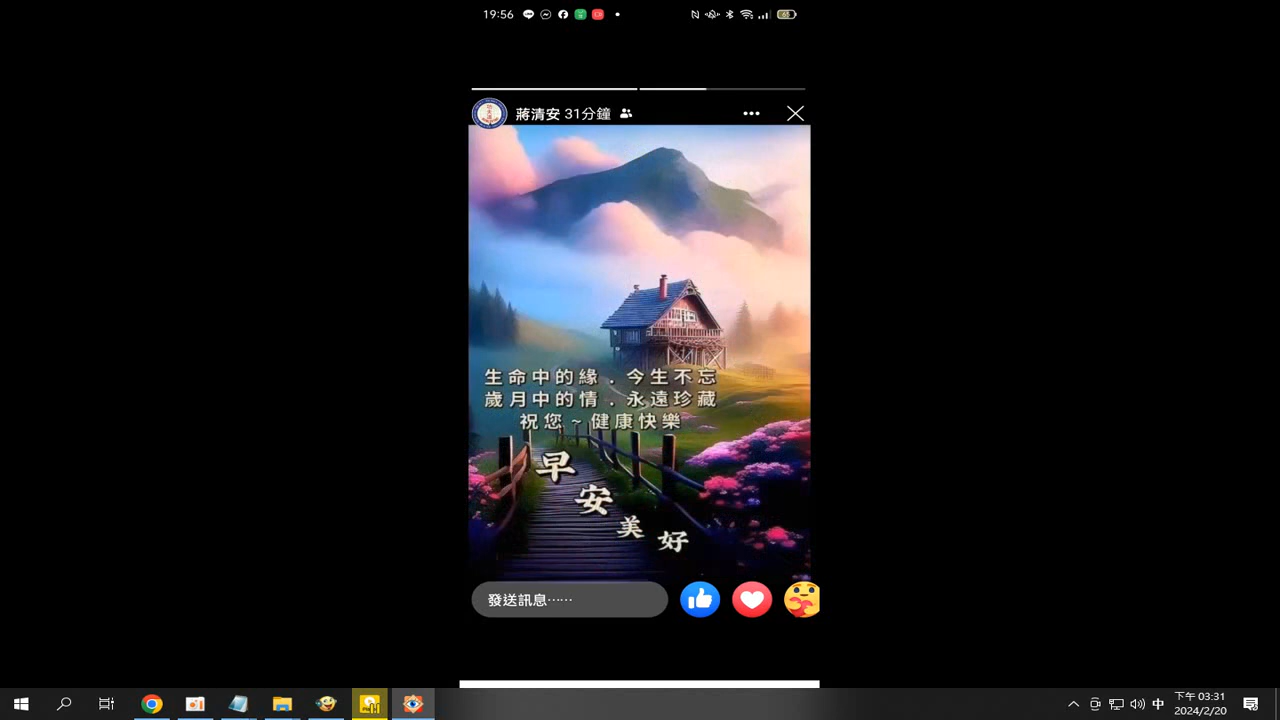 19:56
65
蔣清安 31分鐘
生命中的緣．今生不忘
歲月中的情．永遠珍藏
祝您~健康快樂
早
安
美
好
發送訊息……
中
下午 03:31
2024/2/20